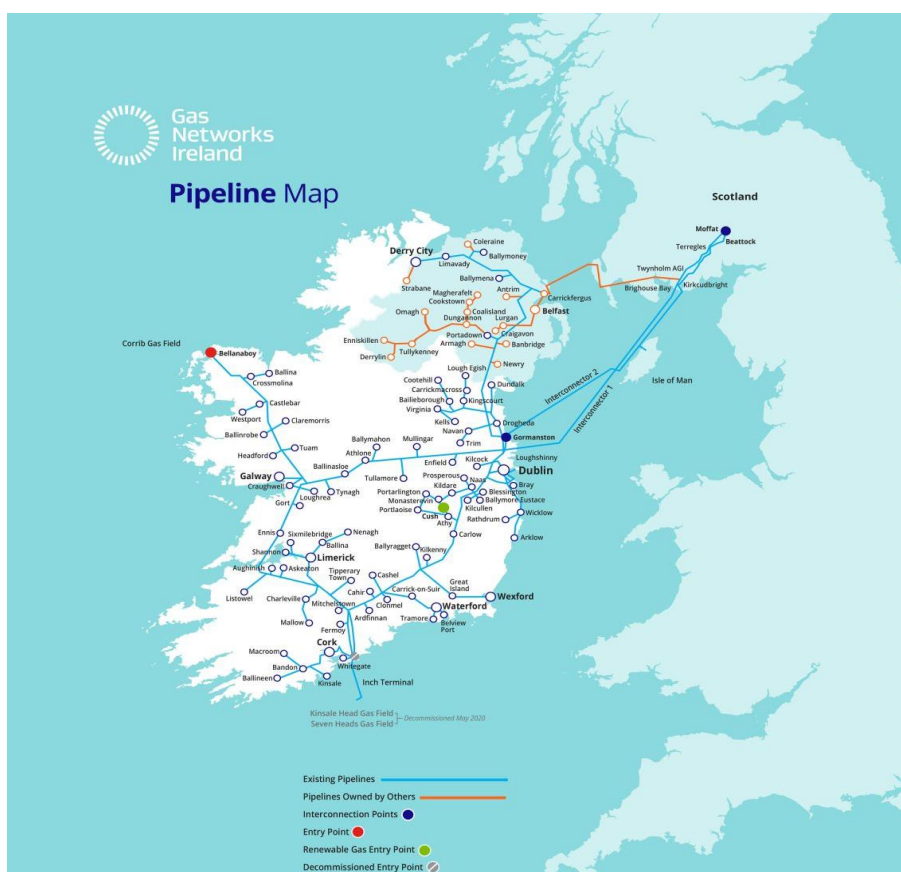 Gas
Networks
Ireland
Pipeline Map
Scotland
Moffat
Beattock
Terregles
Twynholm AGI
Kirkcudbright
Brighouse Bay
Coleraine
Ballymoney
Derry City
Limavady
Ballymena
Strabane
Magherafelt
Antrim
Cookstown
Carrickfergus
Omagh
Coalisland
Dungannon
Lurgan
Belfast
Portadown
Craigavon
Enniskillen
Armagh
Banbridge
Tullykenney
Derrylin
Newry
Corrib Gas Field
Bellanaboy
Lough Egish
Ballina
Crossmolina
Cootehill
Dundalk
Carrickmacross
Isle of Man
Bailieborough
Kingscourt
Interconnector 2
Castlebar
Virginia
Interconnector 1
Westport
Claremorris
Kells
Drogheda
Navan
Ballinrobe
Ballymahon
Mullingar
Trim
Gormanston
Tuam
Headford
Athlone
Enfield
Kilcock
Loughshinny
Ballinasloe
Dublin
Galway
Tullamore
Prosperous
Naas
Craughwell
Kildare
Bray
Loughrea
Tynagh
Portarlington
Blessington
Gort
Monasterevin
Ballymore Eustace
Portlaoise
Kilcullen
Cush
Wicklow
Athy
Rathdrum
Ennis
Sixmilebridge
Nenagh
Carlow
Arklow
Ballina
Ballyragget
Kilkenny
Shannon
Limerick
Aughinish
Askeaton
Tipperary
Town
Cashel
Great
Island
Listowel
Cahir
Carrick-on-Suir
Wexford
Charleville
Mitchelstown
Clonmel
Waterford
Ardfinnan
Tramore
Belview
Port
Mallow
Fermoy
Cork
Macroom
Whitegate
Bandon
Ballineen
Kinsale
Inch Terminal
Kinsale Head Gas Field
Seven Heads Gas Field
Decommissioned May 2020
Existing Pipelines
Pipelines Owned by Others
Interconnection Points
Entry Point
Renewable Gas Entry Point
Decommissioned Entry Point